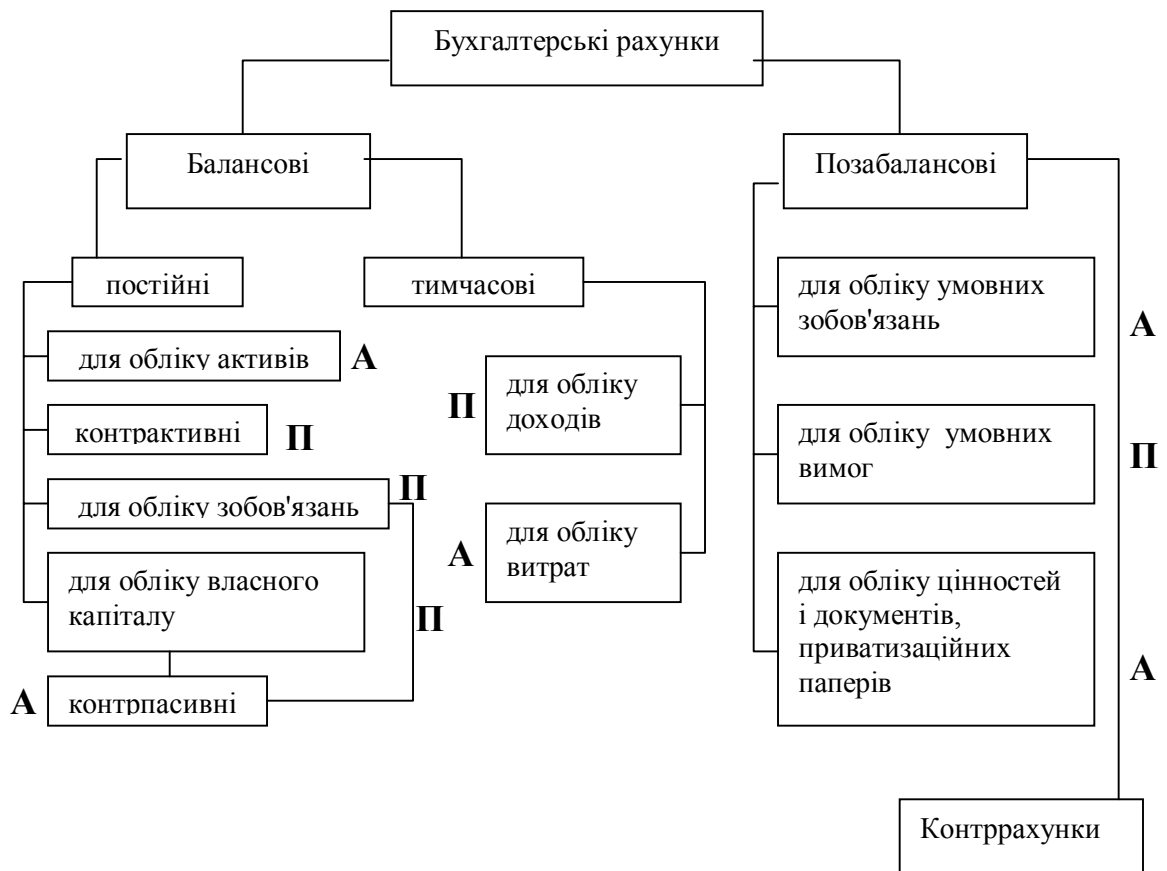 Бухгалтерські рахунки
Балансові
Позабалансові
постійні
тимчасові
для обліку активів
А
контрактивні
П
для обліку зобов'язань
П
для обліку власного
капіталу
П
контрпасивні
А
для обліку
доходів
П
для обліку
витрат
А
для обліку умовних
зобов'язань
А
для обліку умовних
вимог
П
для обліку цінностей
і документів,
приватизаційних
паперів
А
Контррахунки